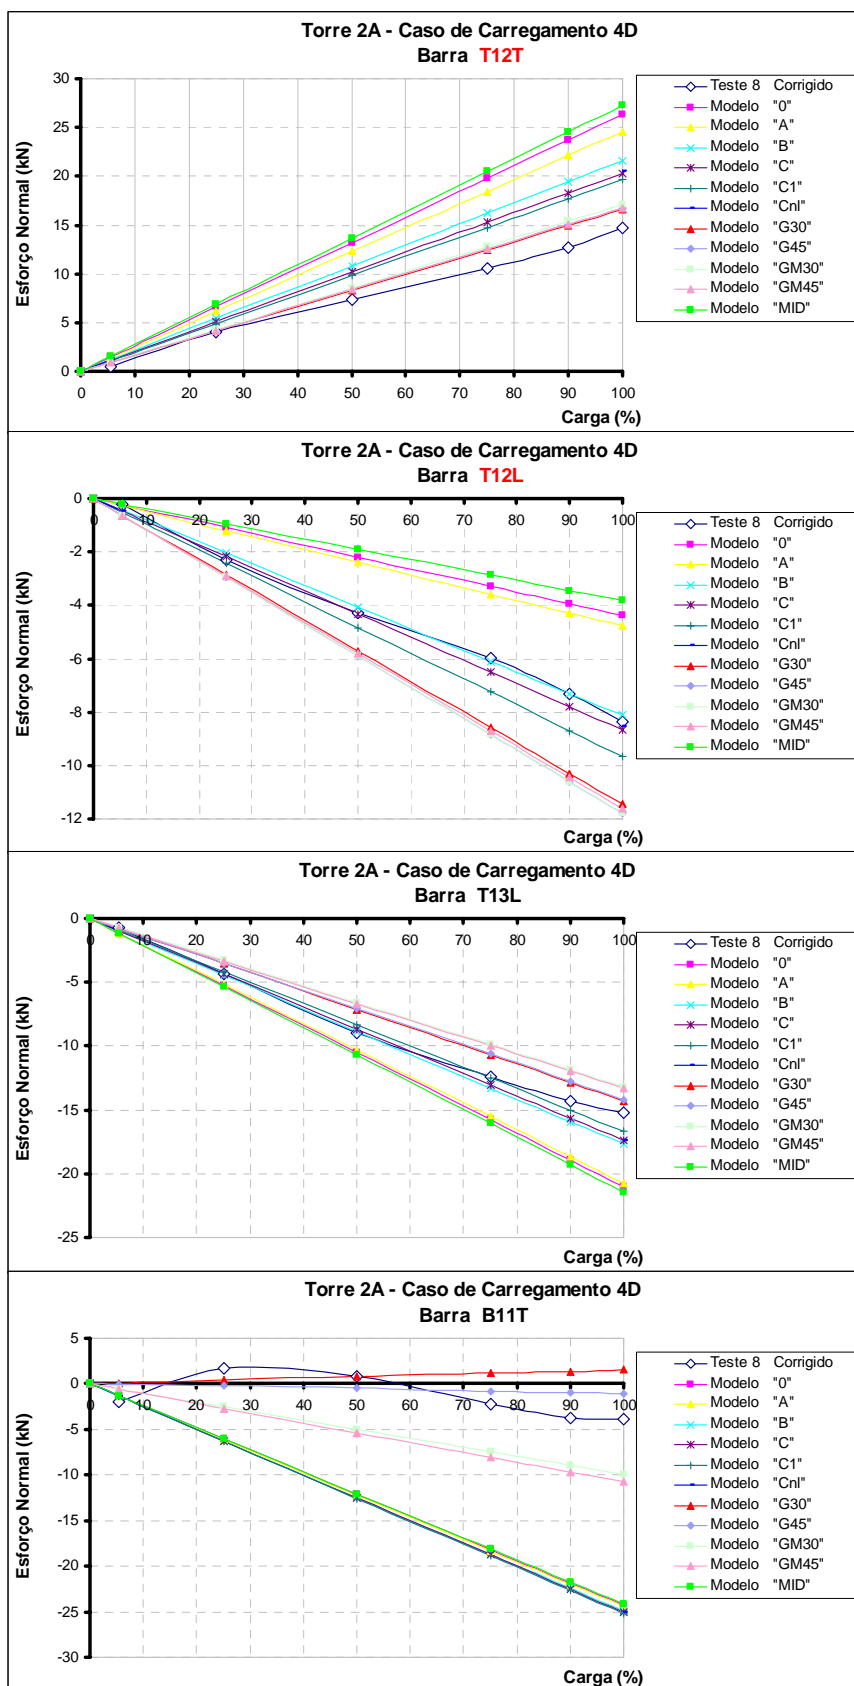 Torre 2A - Caso de Carregamento 4D
Barra T12T
Esforço Normal (kN)
30
25
20
15
10
5
0
0 10 20 30 40 50 60 70 80 90 100
Carga (%)
Teste 8 Corrigido
Modelo "0"
Modelo "A"
Modelo "B"
Modelo "C"
Modelo "C1"
Modelo "Cnl"
Modelo "G30"
Modelo "G45"
Modelo "GM30"
Modelo "GM45"
Modelo "MID"
Torre 2A - Caso de Carregamento 4D
Barra T12L
Esforço Normal (kN)
0
-2
-4
-6
-8
-10
-12
0 10 20 30 40 50 60 70 80 90 100
Carga (%)
Teste 8 Corrigido
Modelo "0"
Modelo "A"
Modelo "B"
Modelo "C"
Modelo "C1"
Modelo "Cnl"
Modelo "G30"
Modelo "G45"
Modelo "GM30"
Modelo "GM45"
Modelo "MID"
Torre 2A - Caso de Carregamento 4D
Barra T13L
Esforço Normal (kN)
0
-5
-10
-15
-20
-25
0 10 20 30 40 50 60 70 80 90 100
Carga (%)
Teste 8 Corrigido
Modelo "0"
Modelo "A"
Modelo "B"
Modelo "C"
Modelo "C1"
Modelo "Cnl"
Modelo "G30"
Modelo "G45"
Modelo "GM30"
Modelo "GM45"
Modelo "MID"
Torre 2A - Caso de Carregamento 4D
Barra B11T
Esforço Normal (kN)
5
0
-5
-10
-15
-20
-25
-30
0 10 20 30 40 50 60 70 80 90 100
Carga (%)
Teste 8 Corrigido
Modelo "0"
Modelo "A"
Modelo "B"
Modelo "C"
Modelo "C1"
Modelo "Cnl"
Modelo "G30"
Modelo "G45"
Modelo "GM30"
Modelo "GM45"
Modelo "MID"